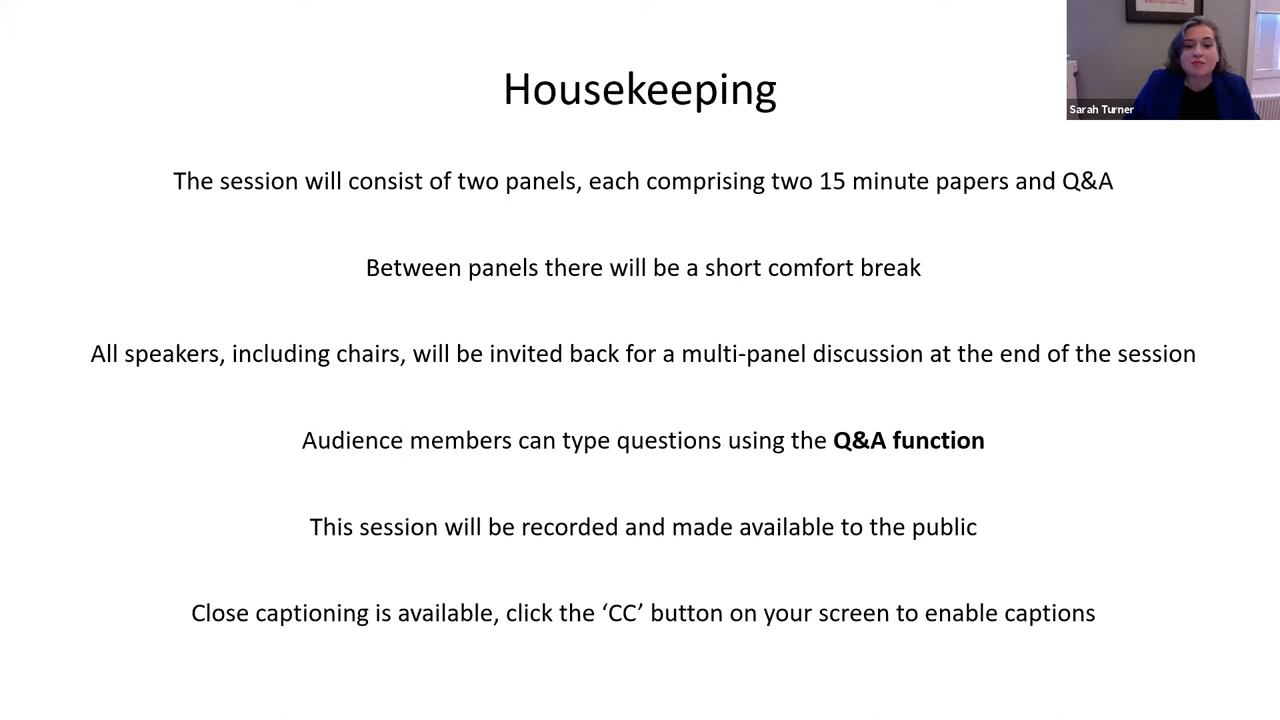 Housekeeping
Sarah Turner
The session will consist of two panels, each comprising two 15 minute papers and Q&A
Between panels there will be a short comfort break
All speakers, including chairs, will be invited back for a multi-panel discussion at the end of the session
Audience members can type questions using the Q&A function
This session will be recorded and made available to the public
Close captioning is available, click the ‘CC’ button on your screen to enable captions